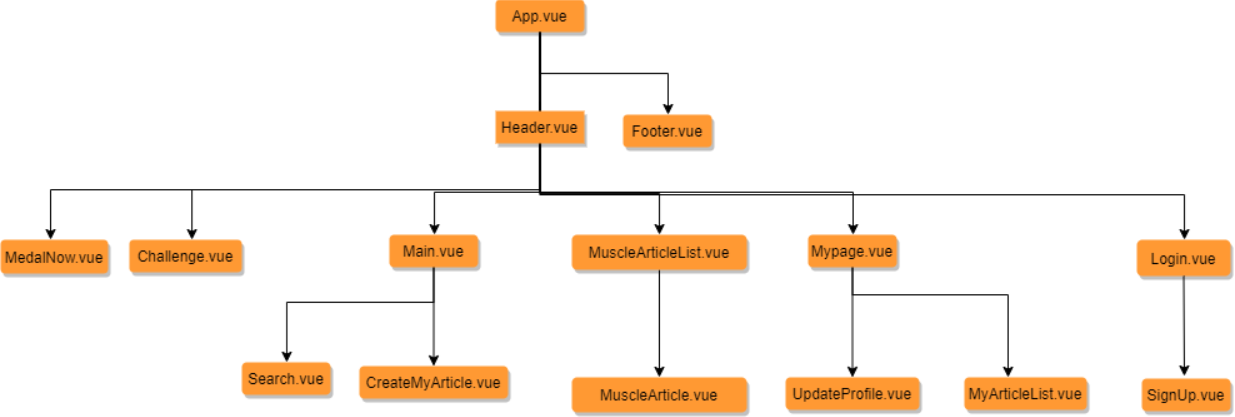 App.vue
Header.vue
Footer.vue
MedalNow.vue
Challenge.vue
Main.vue
MuscleArticleList.vue
Mypage.vue
Login.vue
Search.vue
CreateMyArticle.vue
MuscleArticle.vue
UpdateProfile.vue
MyArticleList.vue
SignUp.vue